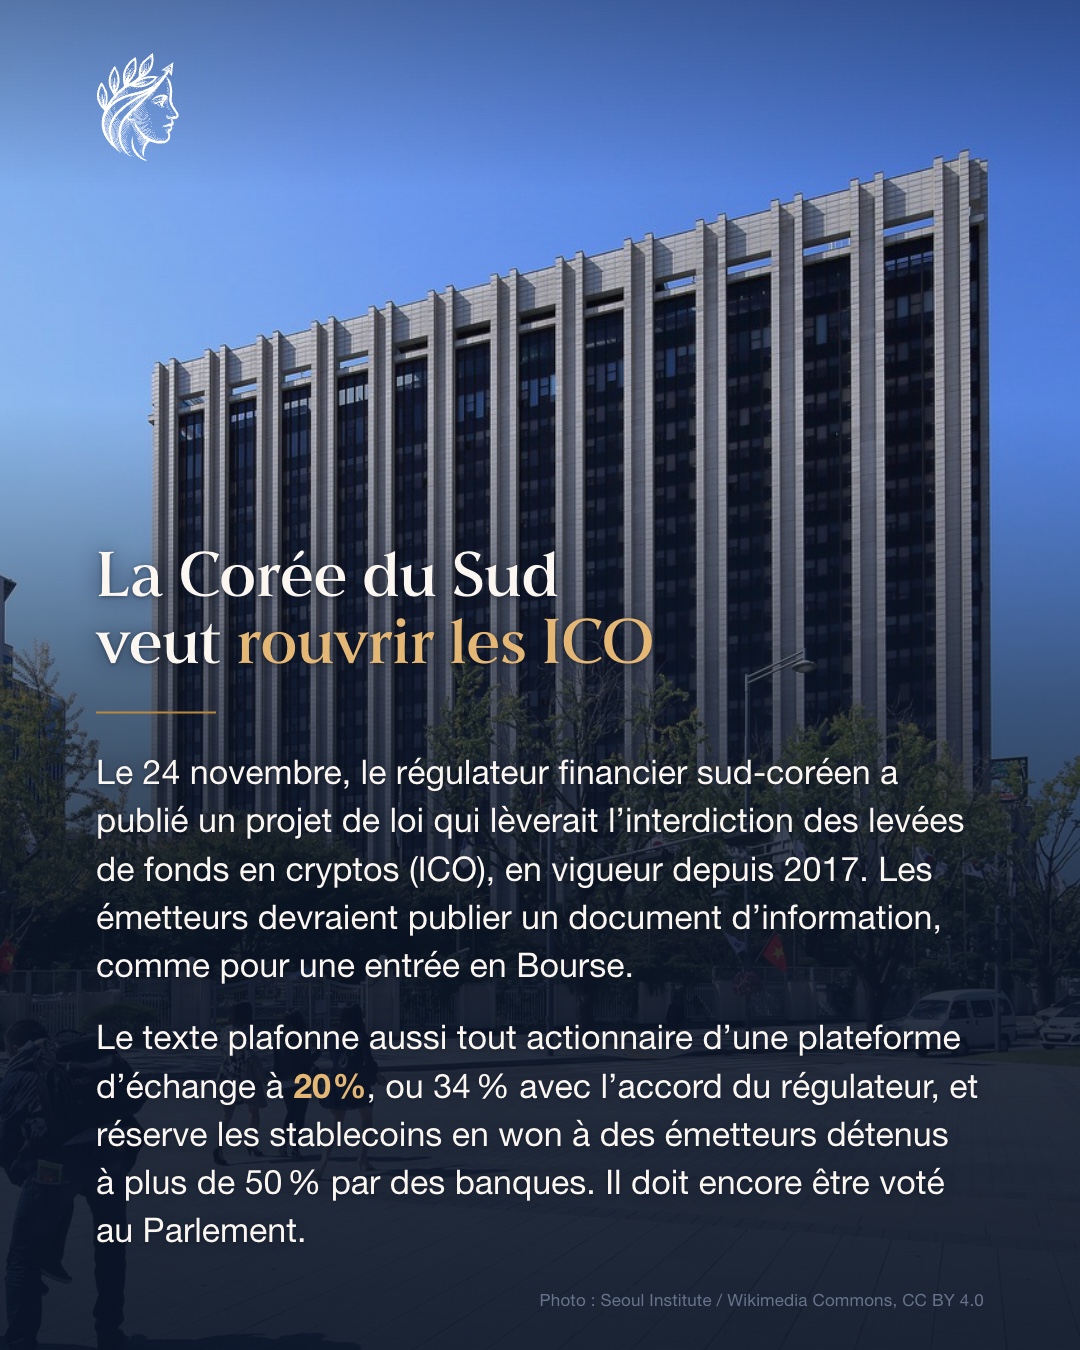 La Corée du Sud
veut rouvrir les ICO
Le 24 novembre, le régulateur financier sud-coréen a
publié un projet de loi qui lèverait l’interdiction des levées
de fonds en cryptos (ICO), en vigueur depuis 2017. Les
émetteurs devraient publier un document d’information,
comme pour une entrée en Bourse.
Le texte plafonne aussi tout actionnaire d’une plateforme
d’échange à 20 %, ou 34 % avec l’accord du régulateur, et
réserve les stablecoins en won à des émetteurs détenus
à plus de 50 % par des banques. Il doit encore être voté
au Parlement.
Photo : Seoul Institute / Wikimedia Commons, CC BY 4.0